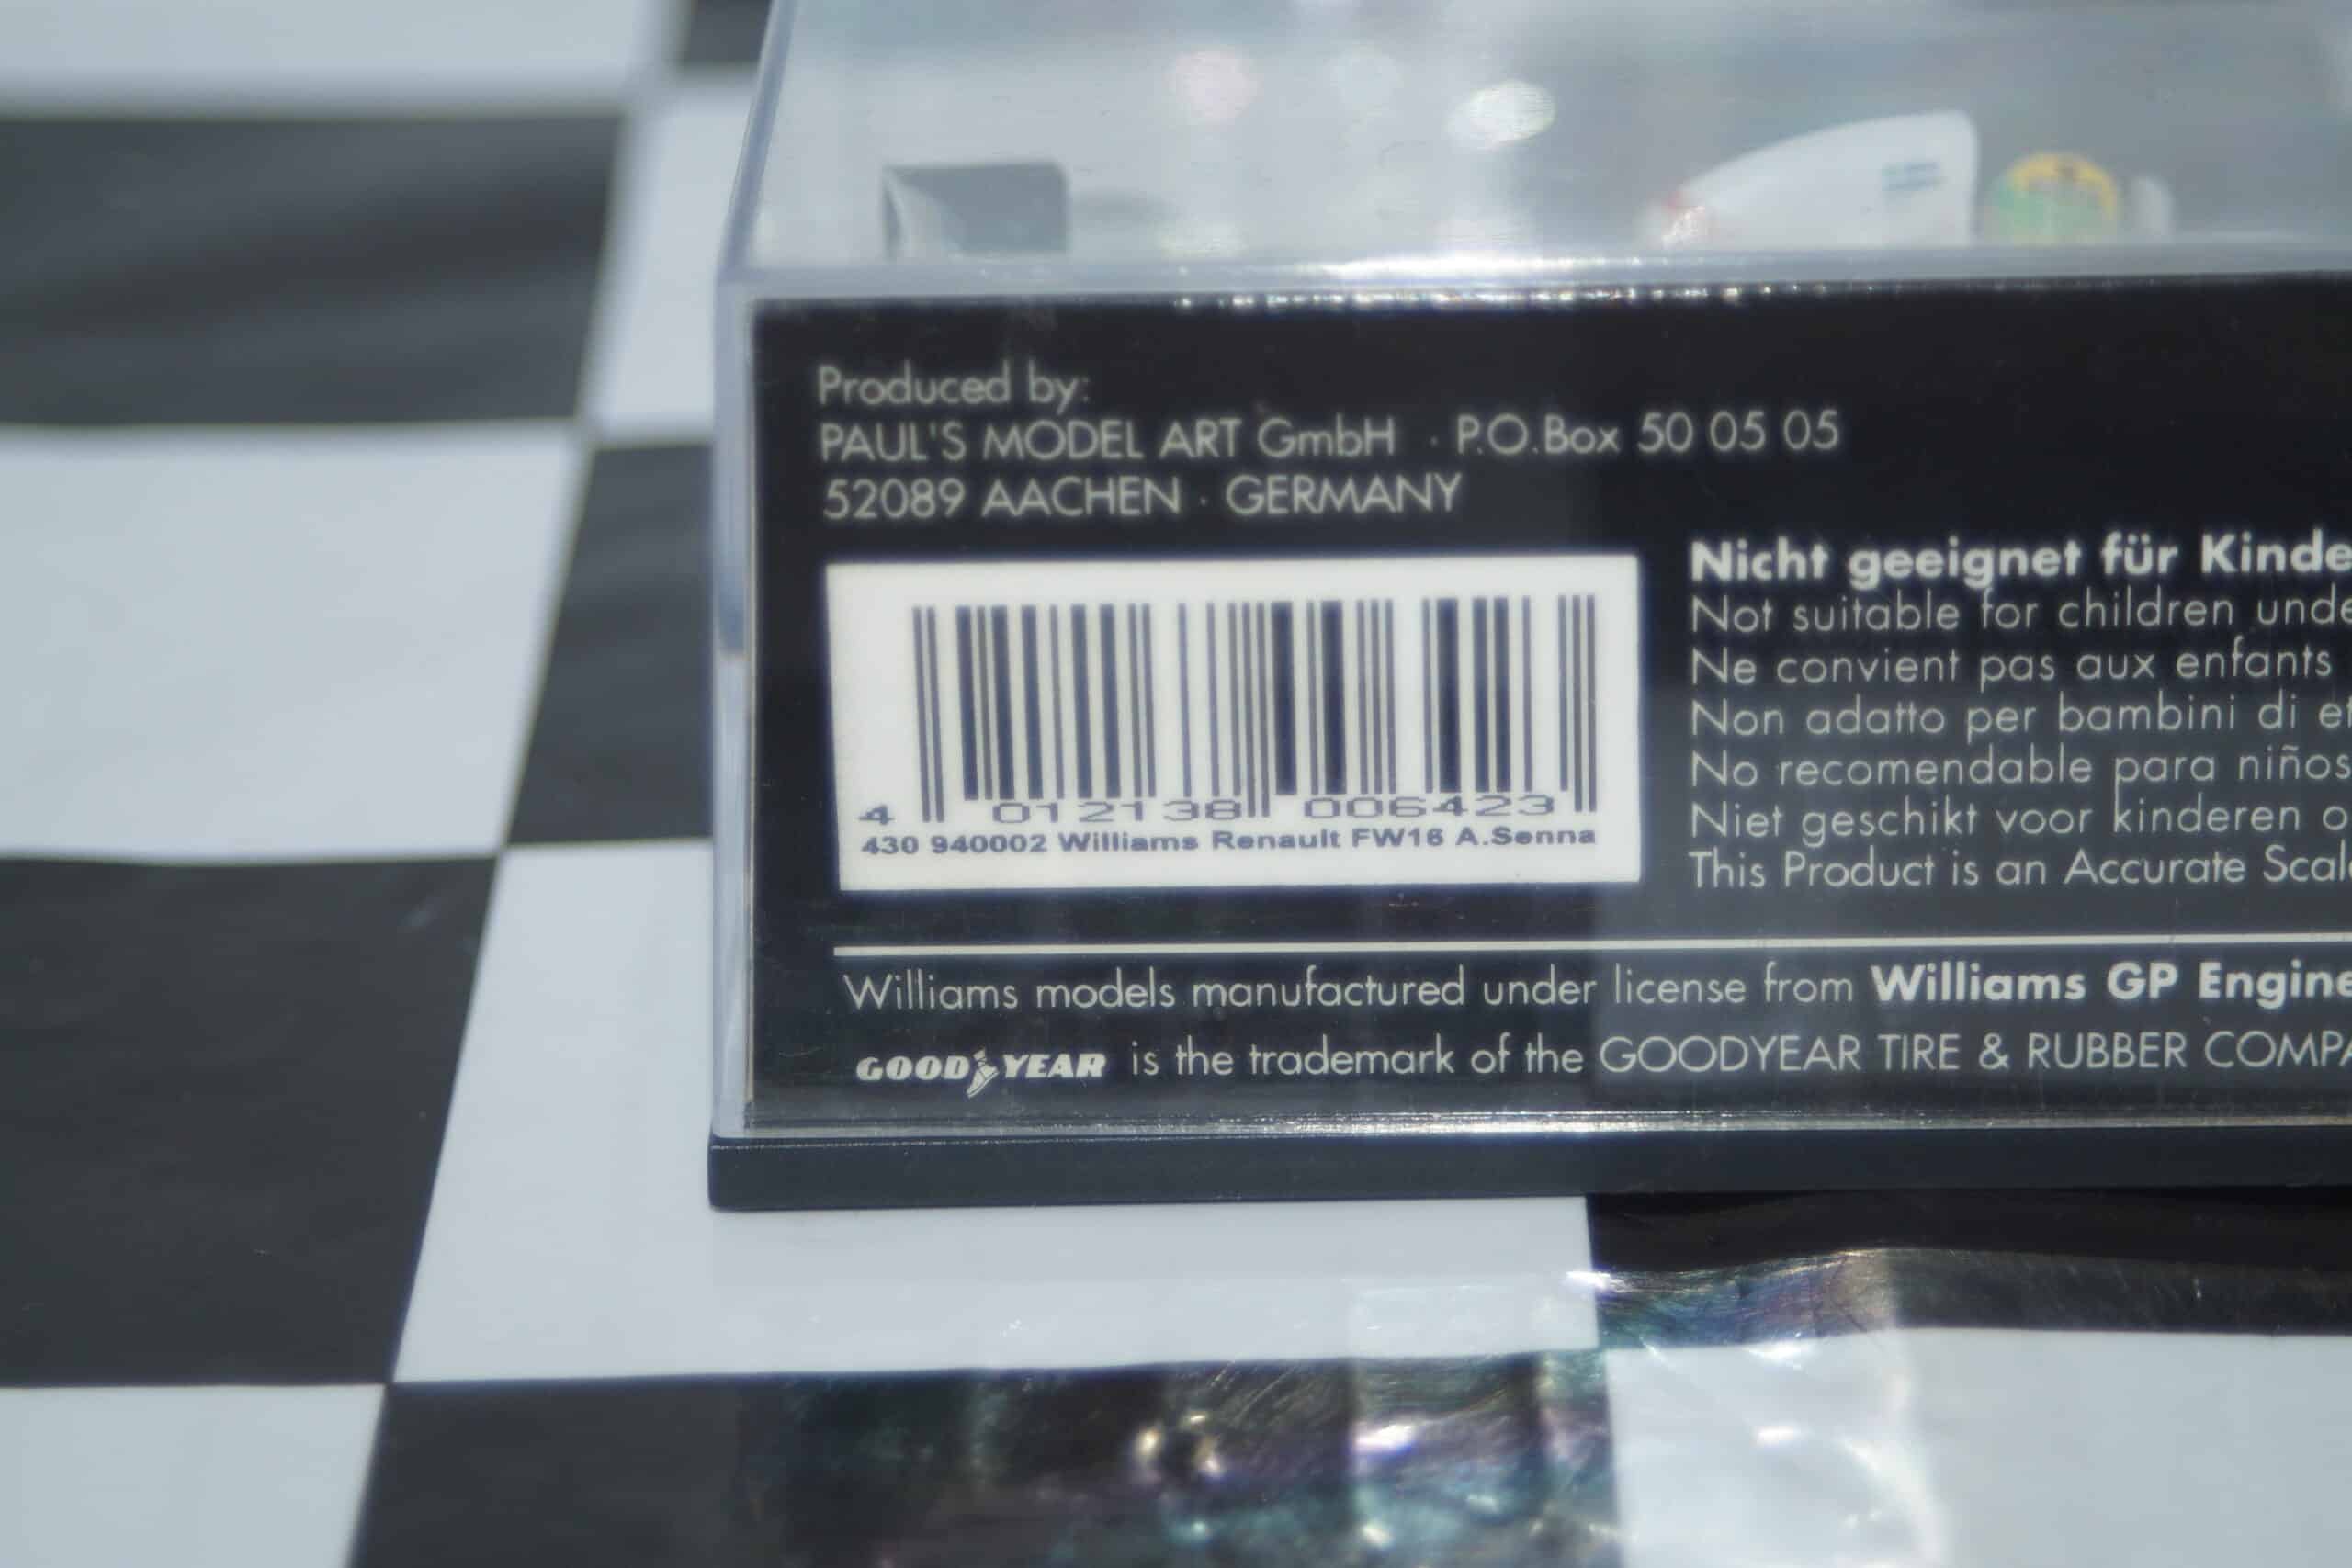 Produced by:
PAUL'S MODEL ART GmbH · P.O.Box 50 05 05
52089 AACHEN · GERMANY
4 012138 006423
430 940002 Williams Renault FW16 A.Senna
Nicht geeignet für Kinde
Not suitable for children unde
Ne convient pas aux enfants
Non adatto per bambini di et
No recomendable para niños
Niet geschikt voor kinderen o
This Product is an Accurate Scale
Williams models manufactured under license from Williams GP Engine
GOODYEAR is the trademark of the GOODYEAR TIRE & RUBBER COMPA